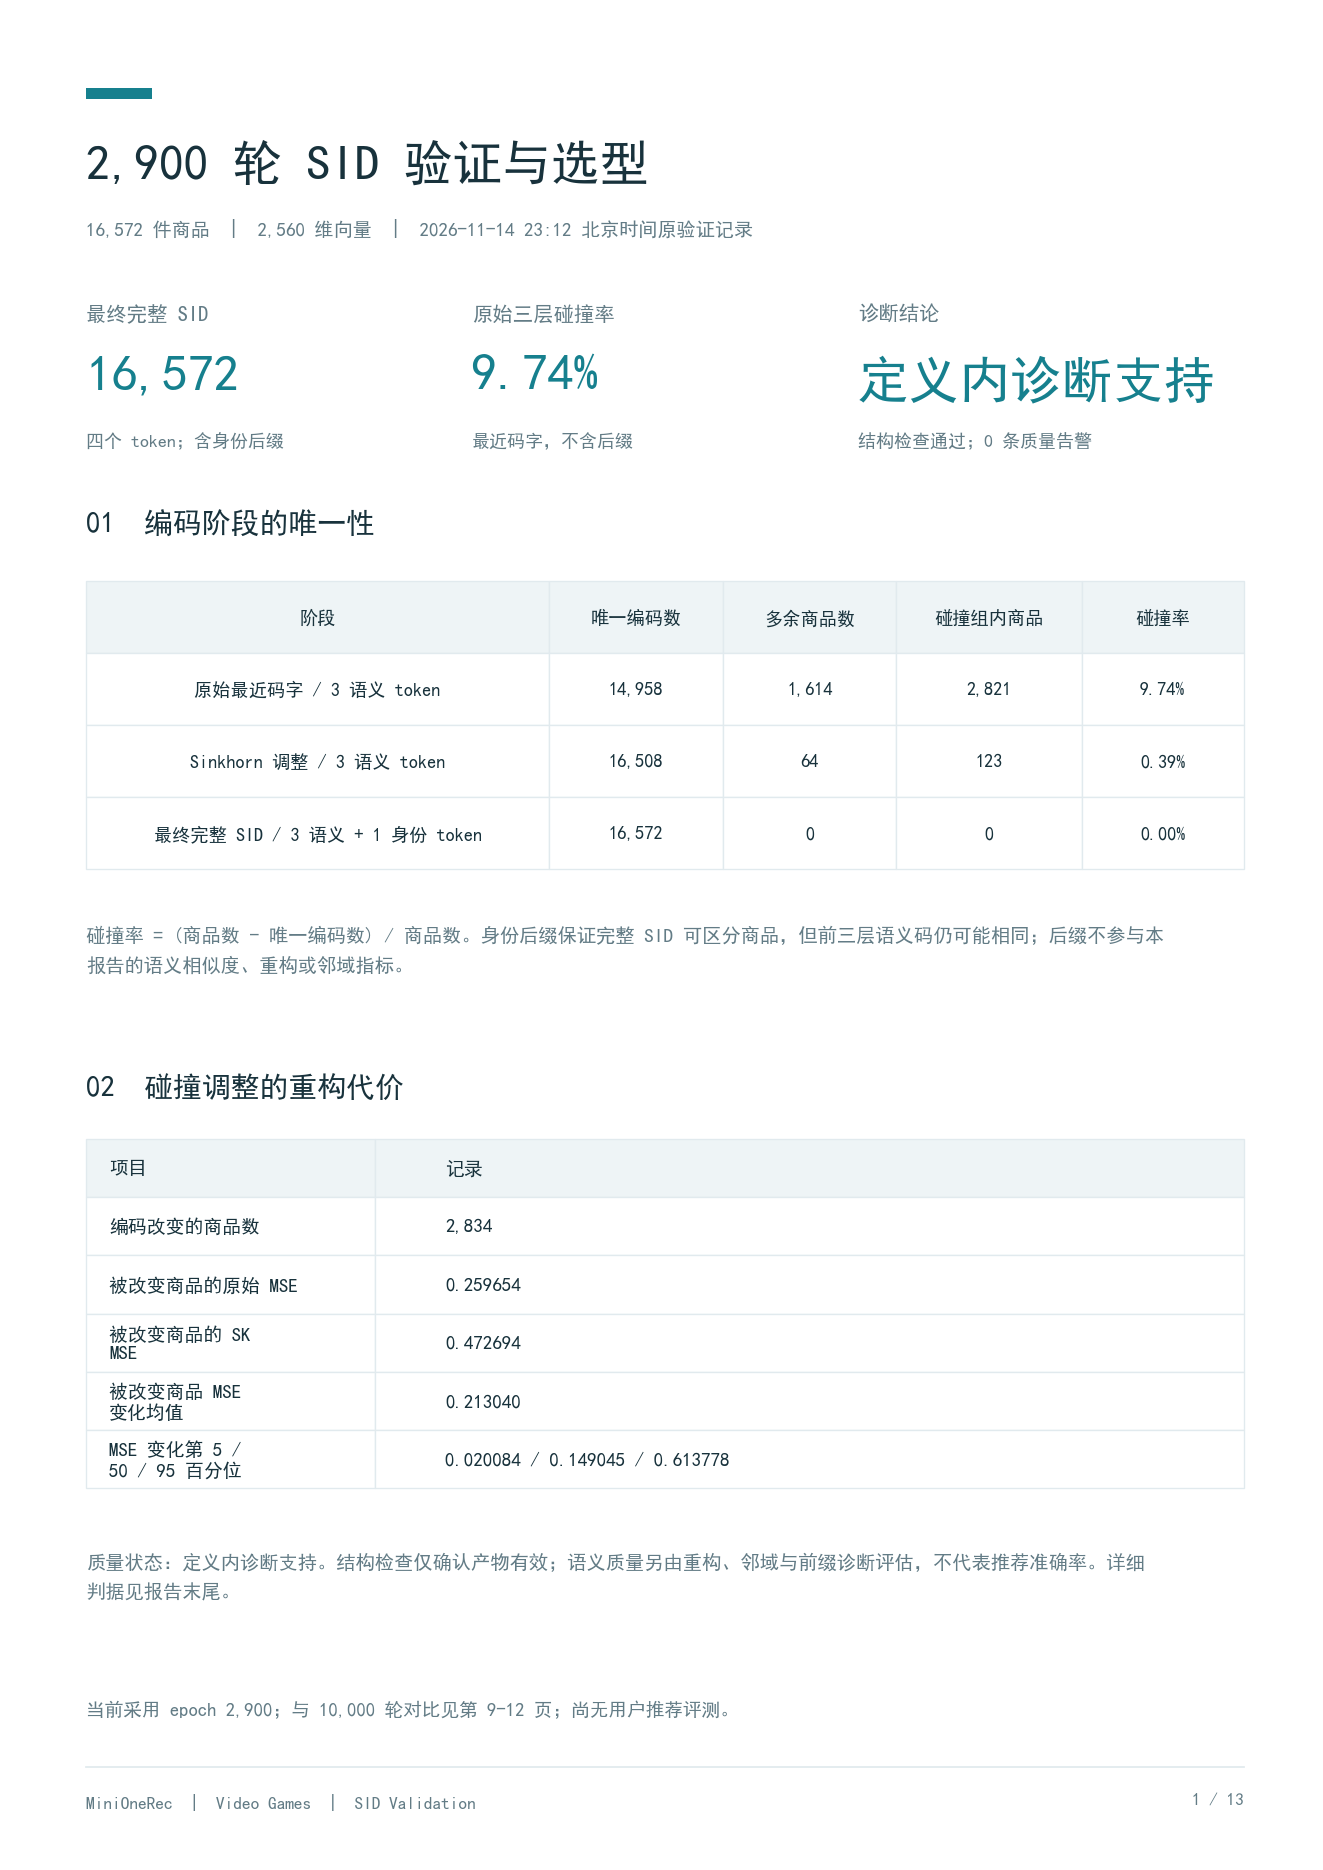 2,900 轮 SID 验证与选型
16,572 件商品 | 2,560 维向量 | 2026-11-14 23:12 北京时间原验证记录
最终完整 SID 原始三层碰撞率 诊断结论
16,572 9.74% 定义内诊断支持
四个 token；含身份后缀 最近码字，不含后缀 结构检查通过；0 条质量告警
01 编码阶段的唯一性
阶段 唯一编码数 多余商品数 碰撞组内商品 碰撞率
原始最近码字 / 3 语义 token 14,958 1,614 2,821 9.74%
Sinkhorn 调整 / 3 语义 token 16,508 64 123 0.39%
最终完整 SID / 3 语义 + 1 身份 token 16,572 0 0 0.00%
碰撞率 =（商品数 - 唯一编码数）/ 商品数。身份后缀保证完整 SID 可区分商品，但前三层语义码仍可能相同；后缀不参与本
报告的语义相似度、重构或邻域指标。
02 碰撞调整的重构代价
项目 记录
编码改变的商品数 2,834
被改变商品的原始 MSE 0.259654
被改变商品的 SK
MSE 0.472694
被改变商品 MSE
变化均值 0.213040
MSE 变化第 5 /
50 / 95 百分位 0.020084 / 0.149045 / 0.613778
质量状态：定义内诊断支持。结构检查仅确认产物有效；语义质量另由重构、邻域与前缀诊断评估，不代表推荐准确率。详细
判据见报告末尾。
当前采用 epoch 2,900；与 10,000 轮对比见第 9-12 页；尚无用户推荐评测。
MiniOneRec | Video Games | SID Validation 1 / 13